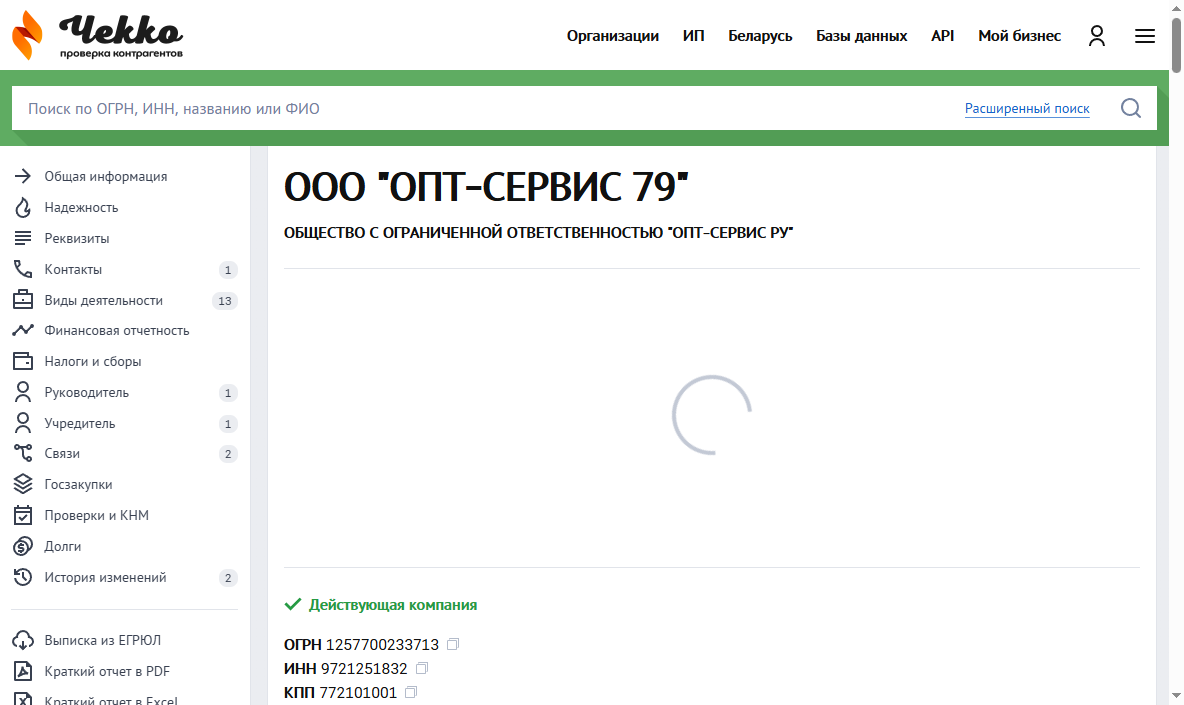 Чекко
проверка контрагентов
Организации ИП Беларусь Базы данных API Мой бизнес
Поиск по ОГРН, ИНН, названию или ФИО Расширенный поиск
Общая информация
Надежность
Реквизиты
Контакты 1
Виды деятельности 13
Финансовая отчетность
Налоги и сборы
Руководитель 1
Учредитель 1
Связи 2
Госзакупки
Проверки и КНМ
Долги
История изменений 2
Выписка из ЕГРЮЛ
Краткий отчет в PDF
Краткий отчет в Excel
ООО "ОПТ-СЕРВИС 79"
ОБЩЕСТВО С ОГРАНИЧЕННОЙ ОТВЕТСТВЕННОСТЬЮ "ОПТ-СЕРВИС РУ"
Действующая компания
ОГРН 1257700233713
ИНН 9721251832
КПП 772101001